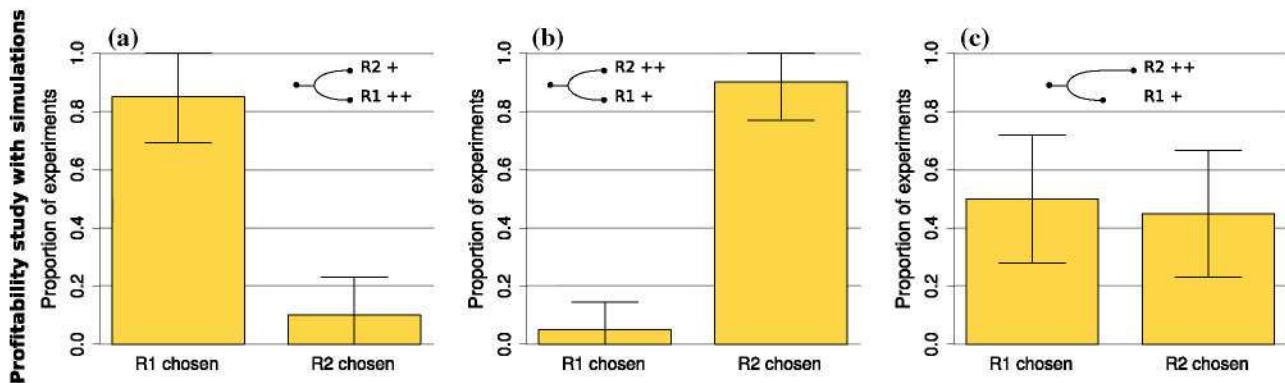 Profitability study with simulations
(a)
Proportion of experiments
1.0
0.8
0.6
0.4
0.2
0.0
R2 +
R1 ++
R1 chosen
R2 chosen
(b)
Proportion of experiments
1.0
0.8
0.6
0.4
0.2
0.0
R2 ++
R1 +
R1 chosen
R2 chosen
(c)
Proportion of experiments
1.0
0.8
0.6
0.4
0.2
0.0
R2 ++
R1 +
R1 chosen
R2 chosen